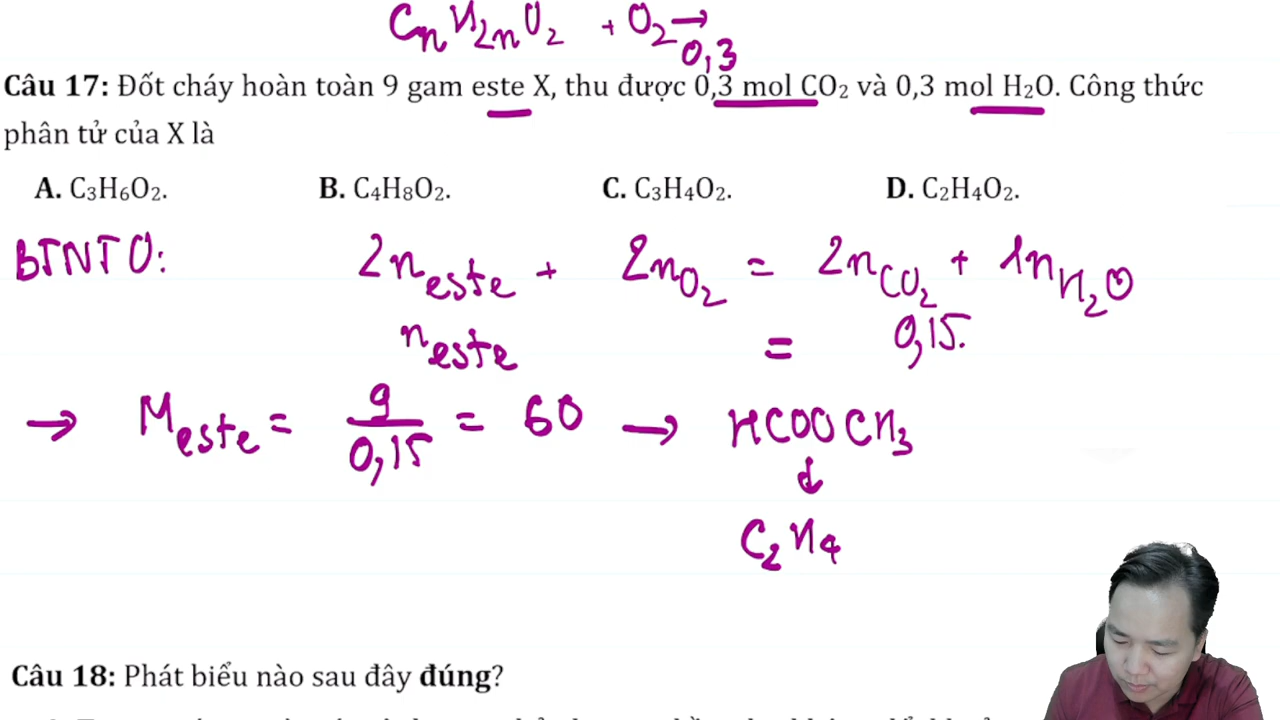 CnH2nO2 + O2 →
0,3
Câu 17: Đốt cháy hoàn toàn 9 gam este X, thu được 0,3 mol CO2 và 0,3 mol H2O. Công thức
phân tử của X là
A. C3H6O2. B. C4H8O2. C. C3H4O2. D. C2H4O2.
BTNTO: 2neste + 2nO2 = 2nCO2 + 1nH2O
neste = 0,15.
→ Meste = 9/0,15 = 60 → HCOOCH3
↓
C2H4
Câu 18: Phát biểu nào sau đây đúng?